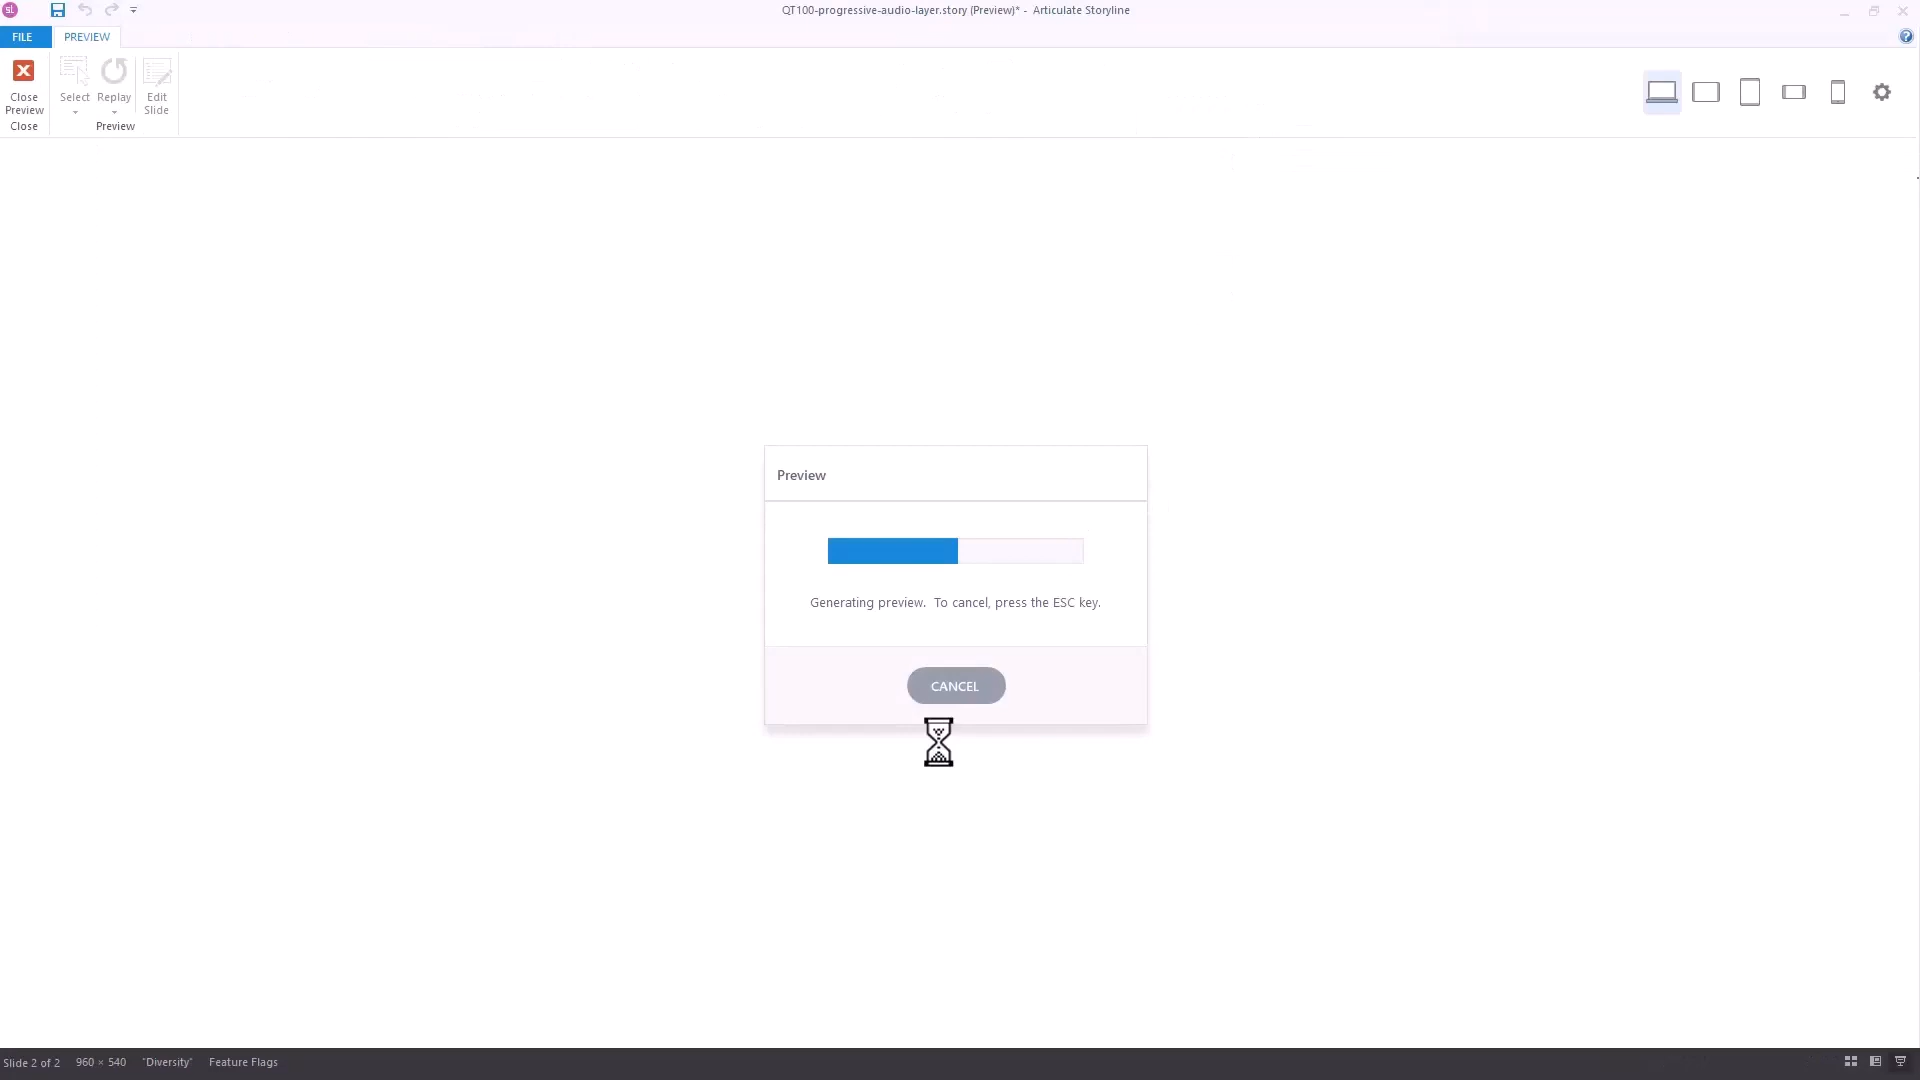 SL
QT100-progressive-audio-layer.story (Preview)* - Articulate Storyline
FILE
PREVIEW
?
Close
Preview
Select
Replay
Edit
Slide
Close
Preview
Preview
Generating preview. To cancel, press the ESC key.
CANCEL
Slide 2 of 2
960 × 540
"Diversity"
Feature Flags